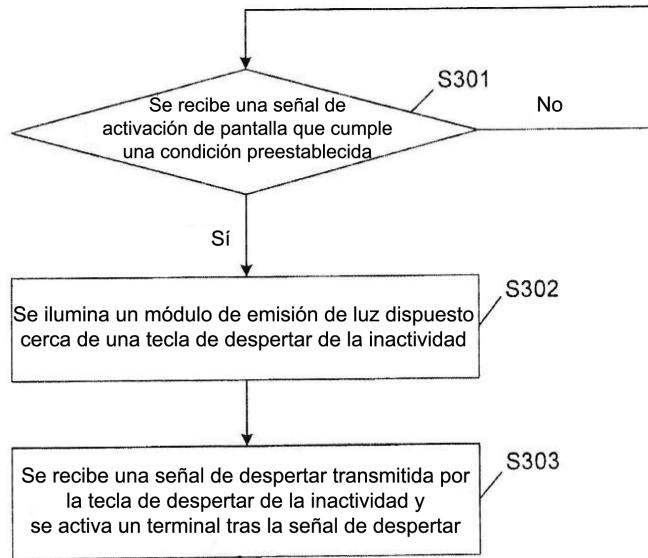 S301
Se recibe una señal de
activación de pantalla que cumple
una condición preestablecida
No
Sí
S302
Se ilumina un módulo de emisión de luz dispuesto
cerca de una tecla de despertar de la inactividad
S303
Se recibe una señal de despertar transmitida por
la tecla de despertar de la inactividad y
se activa un terminal tras la señal de despertar